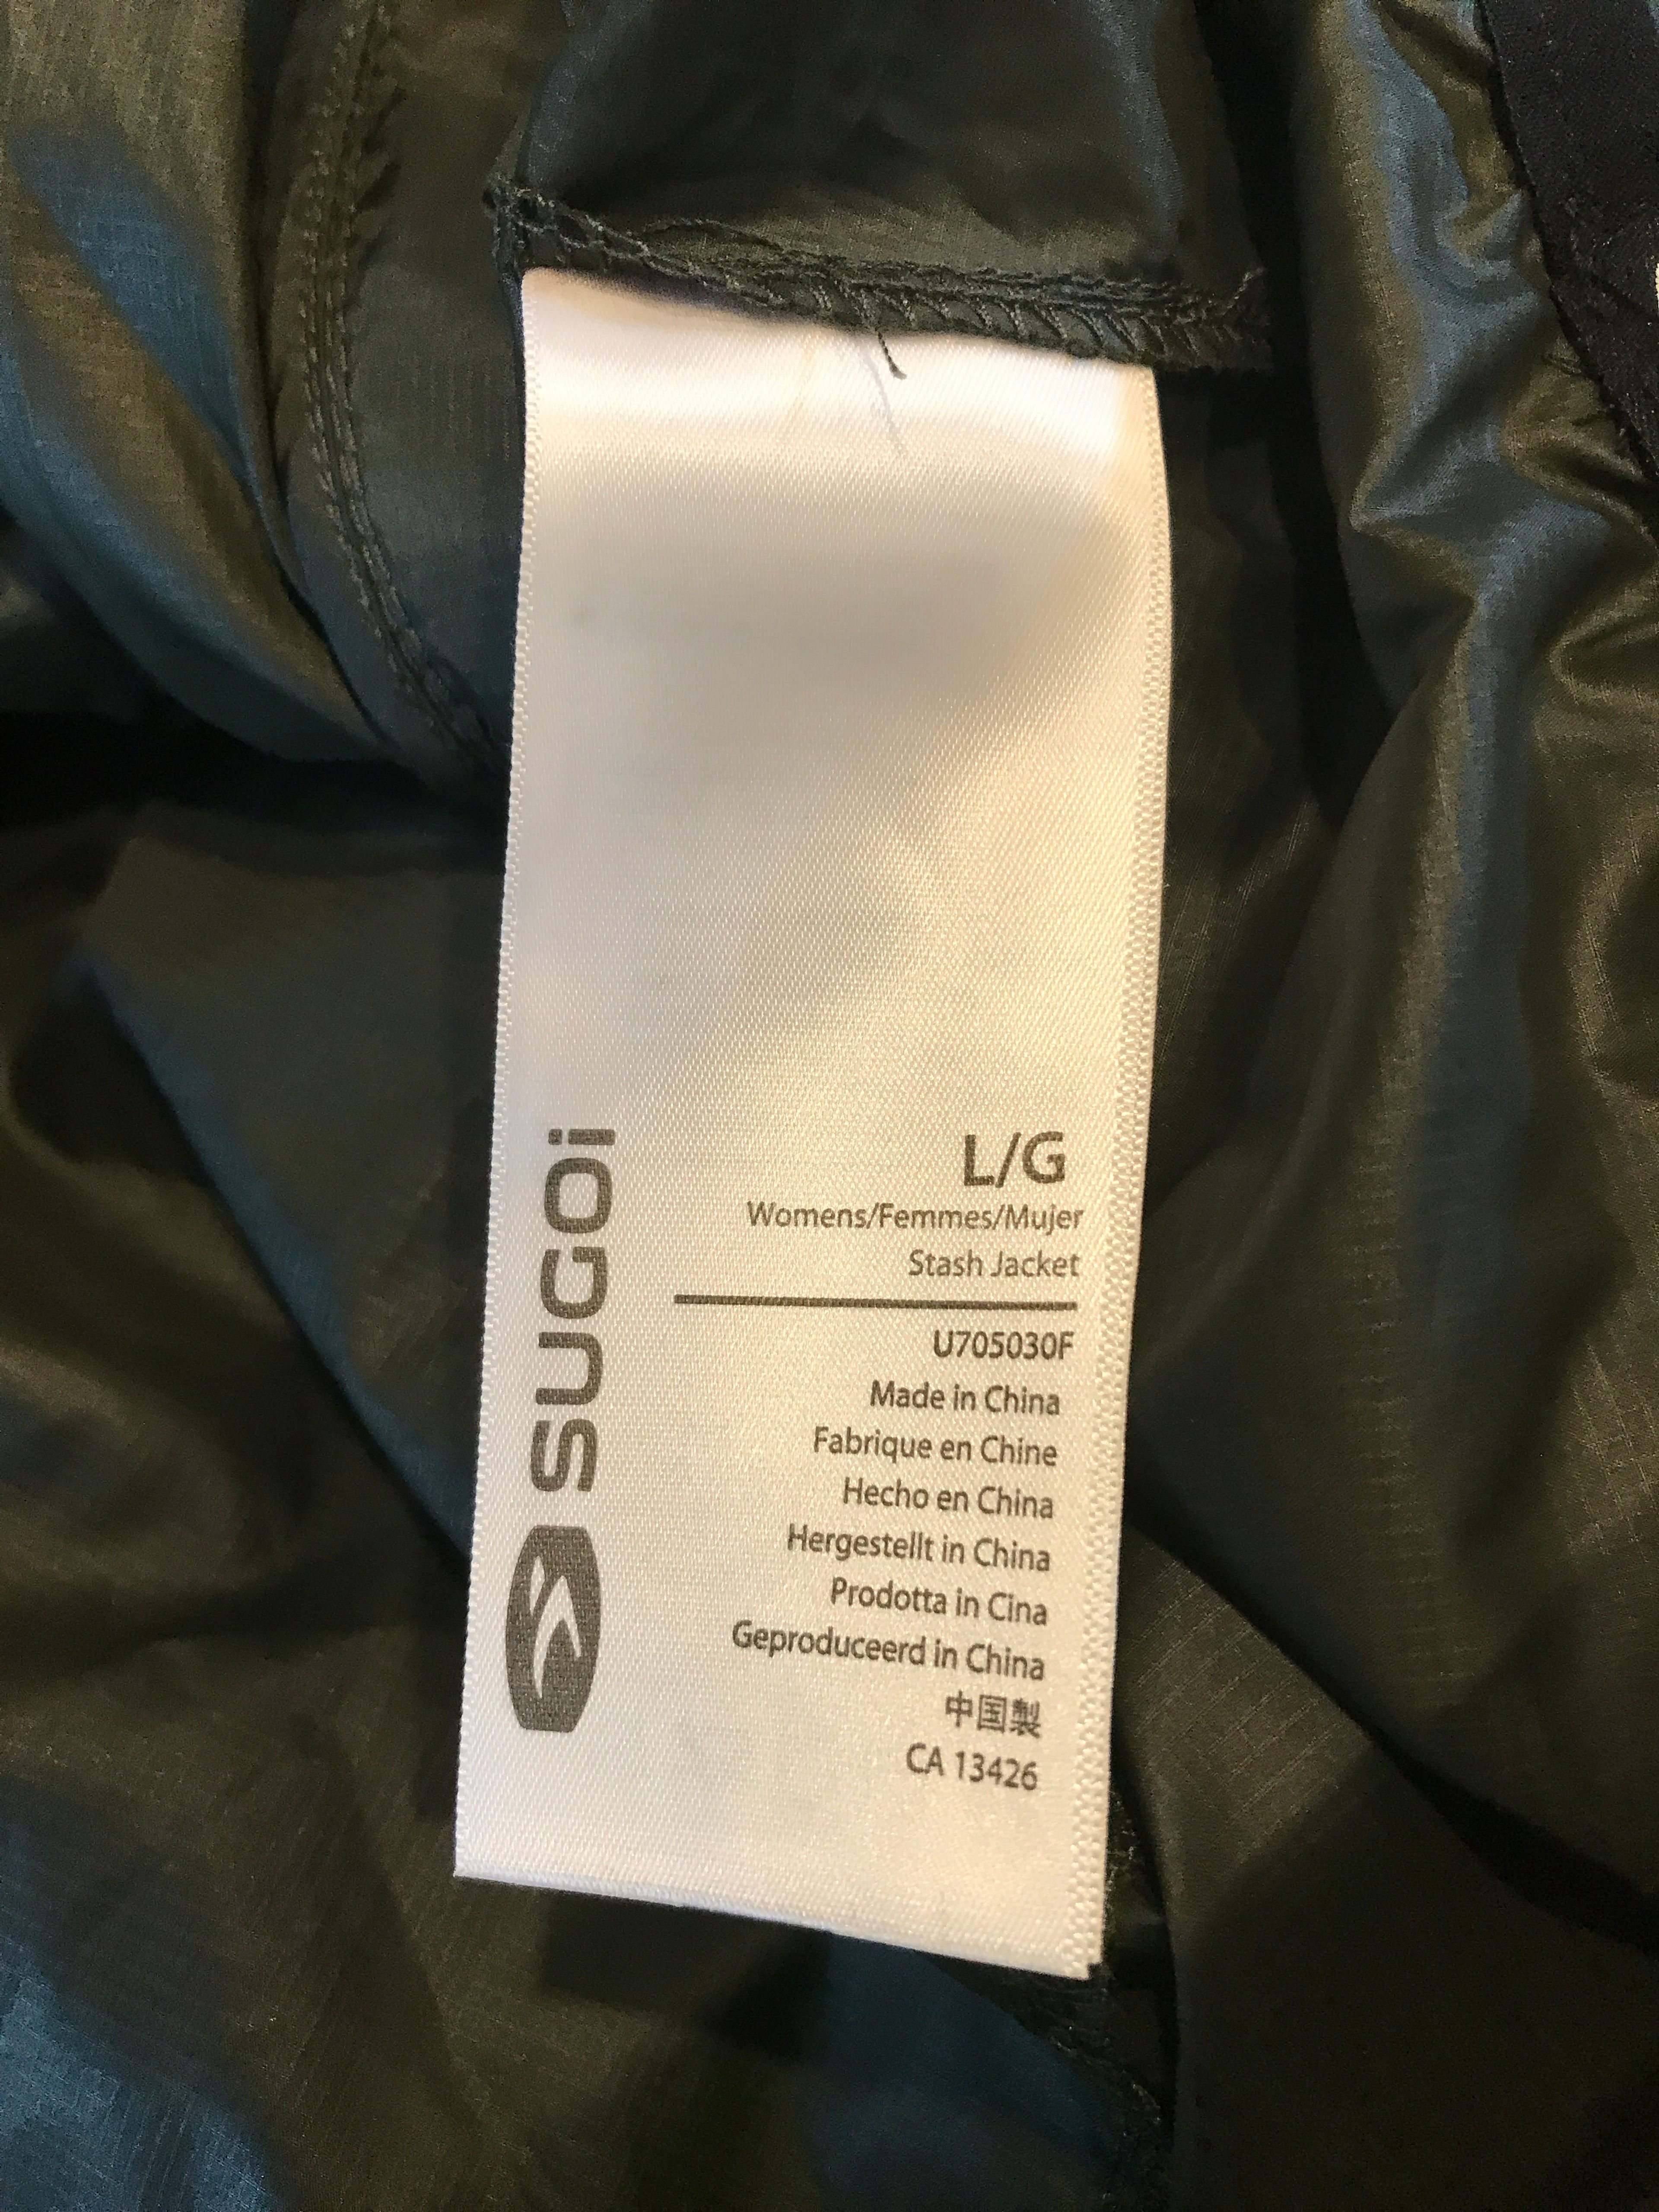 L/G
Womens/Femmes/Mujer
Stash Jacket
U705030F
Made in China
Fabrique en Chine
Hecho en China
Hergestellt in China
Prodotta in Cina
Geproduceerd in China
中国製
CA 13426
SUGOi